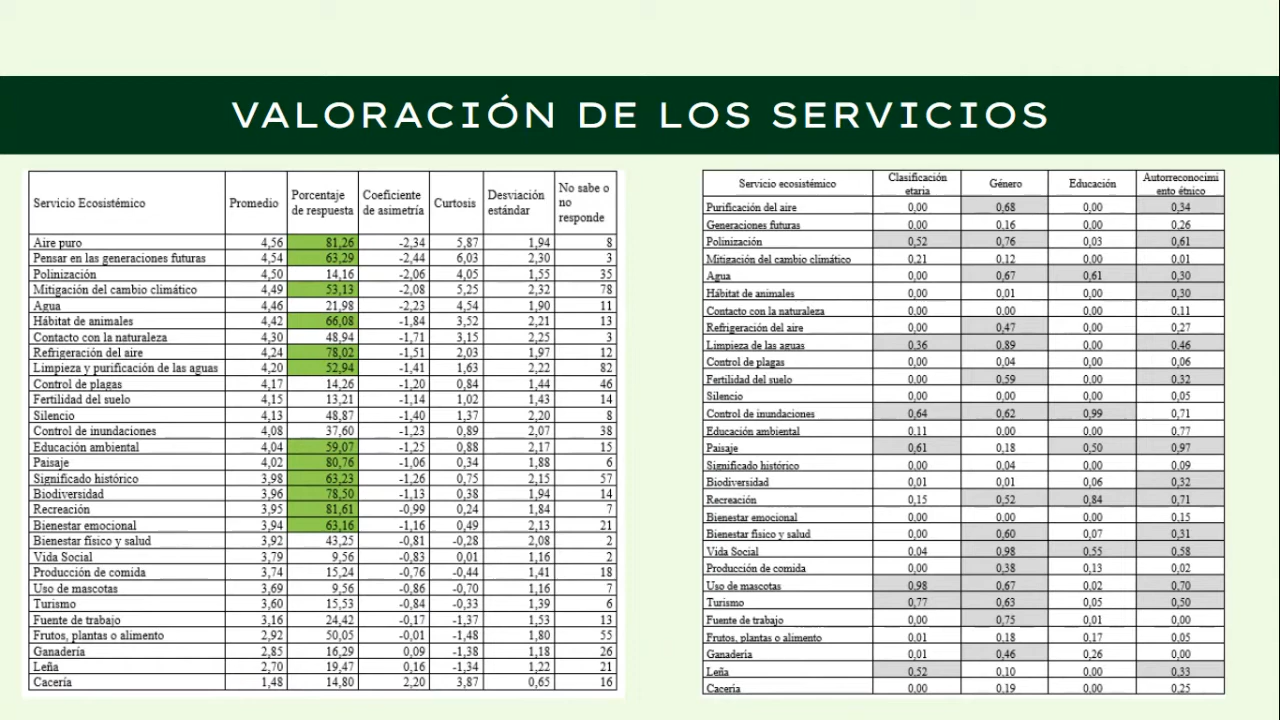 VALORACIÓN DE LOS SERVICIOS
Servicio Ecosistémico Promedio Porcentaje de respuesta Coeficiente de asimetría Curtosis Desviación estándar No sabe o no responde
Aire puro 4,56 81,26 -2,34 5,87 1,94 8
Pensar en las generaciones futuras 4,54 63,29 -2,44 6,03 2,30 3
Polinización 4,50 14,16 -2,06 4,05 1,55 35
Mitigación del cambio climático 4,49 53,13 -2,08 5,25 2,32 78
Agua 4,46 21,98 -2,23 4,54 1,90 11
Hábitat de animales 4,42 66,08 -1,84 3,52 2,21 13
Contacto con la naturaleza 4,30 48,94 -1,71 3,15 2,25 3
Refrigeración del aire 4,24 78,02 -1,51 2,03 1,97 12
Limpieza y purificación de las aguas 4,20 52,94 -1,41 1,63 2,22 82
Control de plagas 4,17 14,26 -1,20 0,84 1,44 46
Fertilidad del suelo 4,15 13,21 -1,14 1,02 1,43 14
Silencio 4,13 48,87 -1,40 1,37 2,20 8
Control de inundaciones 4,08 37,60 -1,23 0,89 2,07 38
Educación ambiental 4,04 59,07 -1,25 0,88 2,17 15
Paisaje 4,02 80,76 -1,06 0,34 1,88 6
Significado histórico 3,98 63,23 -1,26 0,75 2,15 57
Biodiversidad 3,96 78,50 -1,13 0,38 1,94 14
Recreación 3,95 81,61 -0,99 0,24 1,84 7
Bienestar emocional 3,94 63,16 -1,16 0,49 2,13 21
Bienestar físico y salud 3,92 43,25 -0,81 -0,28 2,08 2
Vida Social 3,79 9,56 -0,83 0,01 1,16 2
Producción de comida 3,74 15,24 -0,76 -0,44 1,41 18
Uso de mascotas 3,69 9,56 -0,86 -0,70 1,16 7
Turismo 3,60 15,53 -0,84 -0,33 1,39 6
Fuente de trabajo 3,16 24,42 -0,17 -1,37 1,53 13
Frutos, plantas o alimento 2,92 50,05 -0,01 -1,48 1,80 55
Ganadería 2,85 16,29 0,09 -1,38 1,18 26
Leña 2,70 19,47 0,16 -1,34 1,22 21
Cacería 1,48 14,80 2,20 3,87 0,65 16
Servicio ecosistémico Clasificación etaria Género Educación Autorreconocimiento étnico
Purificación del aire 0,00 0,68 0,00 0,34
Generaciones futuras 0,00 0,16 0,00 0,26
Polinización 0,52 0,76 0,03 0,61
Mitigación del cambio climático 0,21 0,12 0,00 0,01
Agua 0,00 0,67 0,61 0,30
Hábitat de animales 0,00 0,01 0,00 0,30
Contacto con la naturaleza 0,00 0,00 0,00 0,11
Refrigeración del aire 0,00 0,47 0,00 0,27
Limpieza de las aguas 0,36 0,89 0,00 0,46
Control de plagas 0,00 0,04 0,00 0,06
Fertilidad del suelo 0,00 0,59 0,00 0,32
Silencio 0,00 0,00 0,00 0,05
Control de inundaciones 0,64 0,62 0,99 0,71
Educación ambiental 0,11 0,00 0,00 0,77
Paisaje 0,61 0,18 0,50 0,97
Significado histórico 0,00 0,04 0,00 0,09
Biodiversidad 0,01 0,01 0,06 0,32
Recreación 0,15 0,52 0,84 0,71
Bienestar emocional 0,00 0,00 0,00 0,15
Bienestar físico y salud 0,00 0,60 0,07 0,31
Vida Social 0,04 0,98 0,55 0,58
Producción de comida 0,00 0,38 0,13 0,02
Uso de mascotas 0,98 0,67 0,02 0,70
Turismo 0,77 0,63 0,05 0,50
Fuente de trabajo 0,00 0,75 0,01 0,00
Frutos, plantas o alimento 0,01 0,18 0,17 0,05
Ganadería 0,01 0,46 0,26 0,00
Leña 0,52 0,10 0,00 0,33
Cacería 0,00 0,19 0,00 0,25